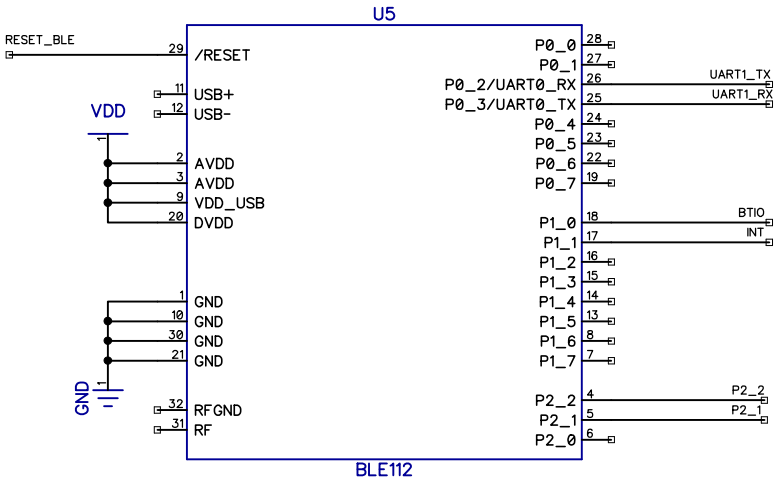 U5
RESET_BLE
29 /RESET
11 USB+
12 USB-
VDD
1
2 AVDD
3 AVDD
9 VDD_USB
20 DVDD
1 GND
10 GND
30 GND
21 GND
GND
1
32 RFGND
31 RF
P0_0 28
P0_1 27
P0_2/UART0_RX 26 UART1_TX
P0_3/UART0_TX 25 UART1_RX
P0_4 24
P0_5 23
P0_6 22
P0_7 19
P1_0 18 BTIO
P1_1 17 INT
P1_2 16
P1_3 15
P1_4 14
P1_5 13
P1_6 8
P1_7 7
P2_2 4 P2_2
P2_1 5 P2_1
P2_0 6
BLE112